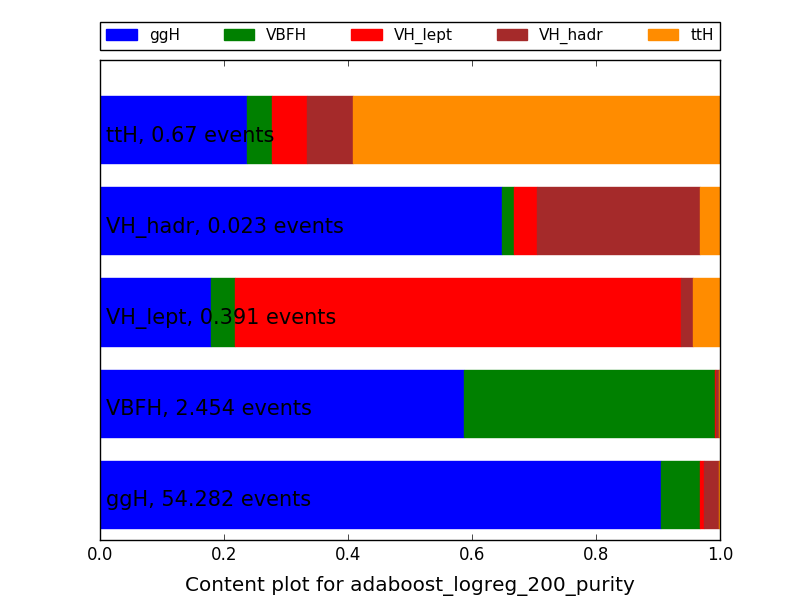 ggH VBFH VH_lept VH_hadr ttH
ttH, 0.67 events
VH_hadr, 0.023 events
VH_lept, 0.391 events
VBFH, 2.454 events
ggH, 54.282 events
0.0 0.2 0.4 0.6 0.8 1.0
Content plot for adaboost_logreg_200_purity